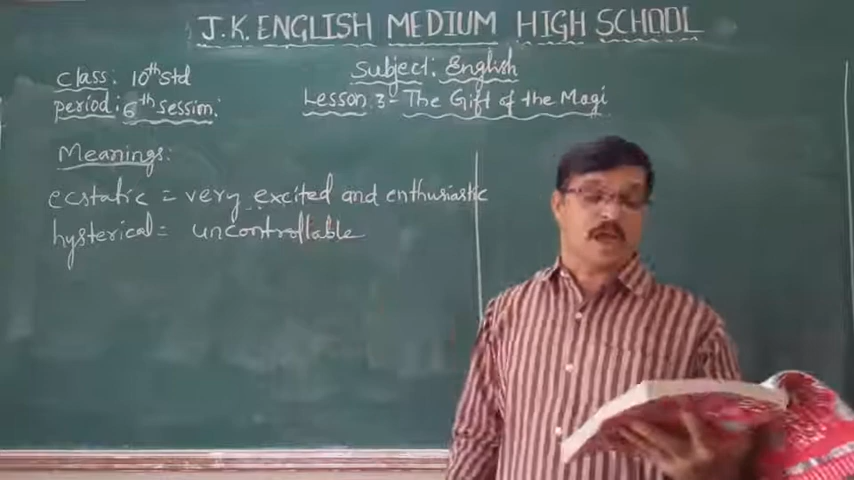 J.K.ENGLISH MEDIUM HIGH SCHOOL
class: 10th std
Subject: English
period: 6th session.
Lesson 3:- The Gift of the Magi
Meanings:
ecstatic = very excited and enthusiastic
hysterical = uncontrollable